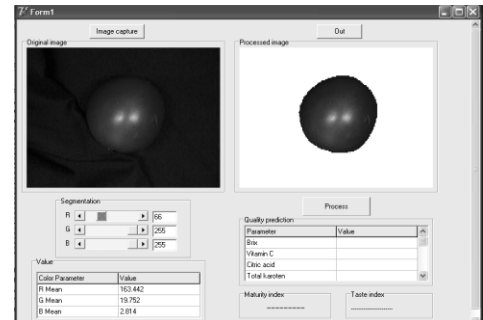 Form1
Image capture
Out
Original image
Processed image
Segmentation
R 66
G 255
B 255
Process
Quality prediction
Parameter Value
Brix
Vitamin C
Citric acid
Total karoten
Value
Color Parameter Value
R Mean 163.442
G Mean 19.752
B Mean 2.814
Maturity index
Taste index